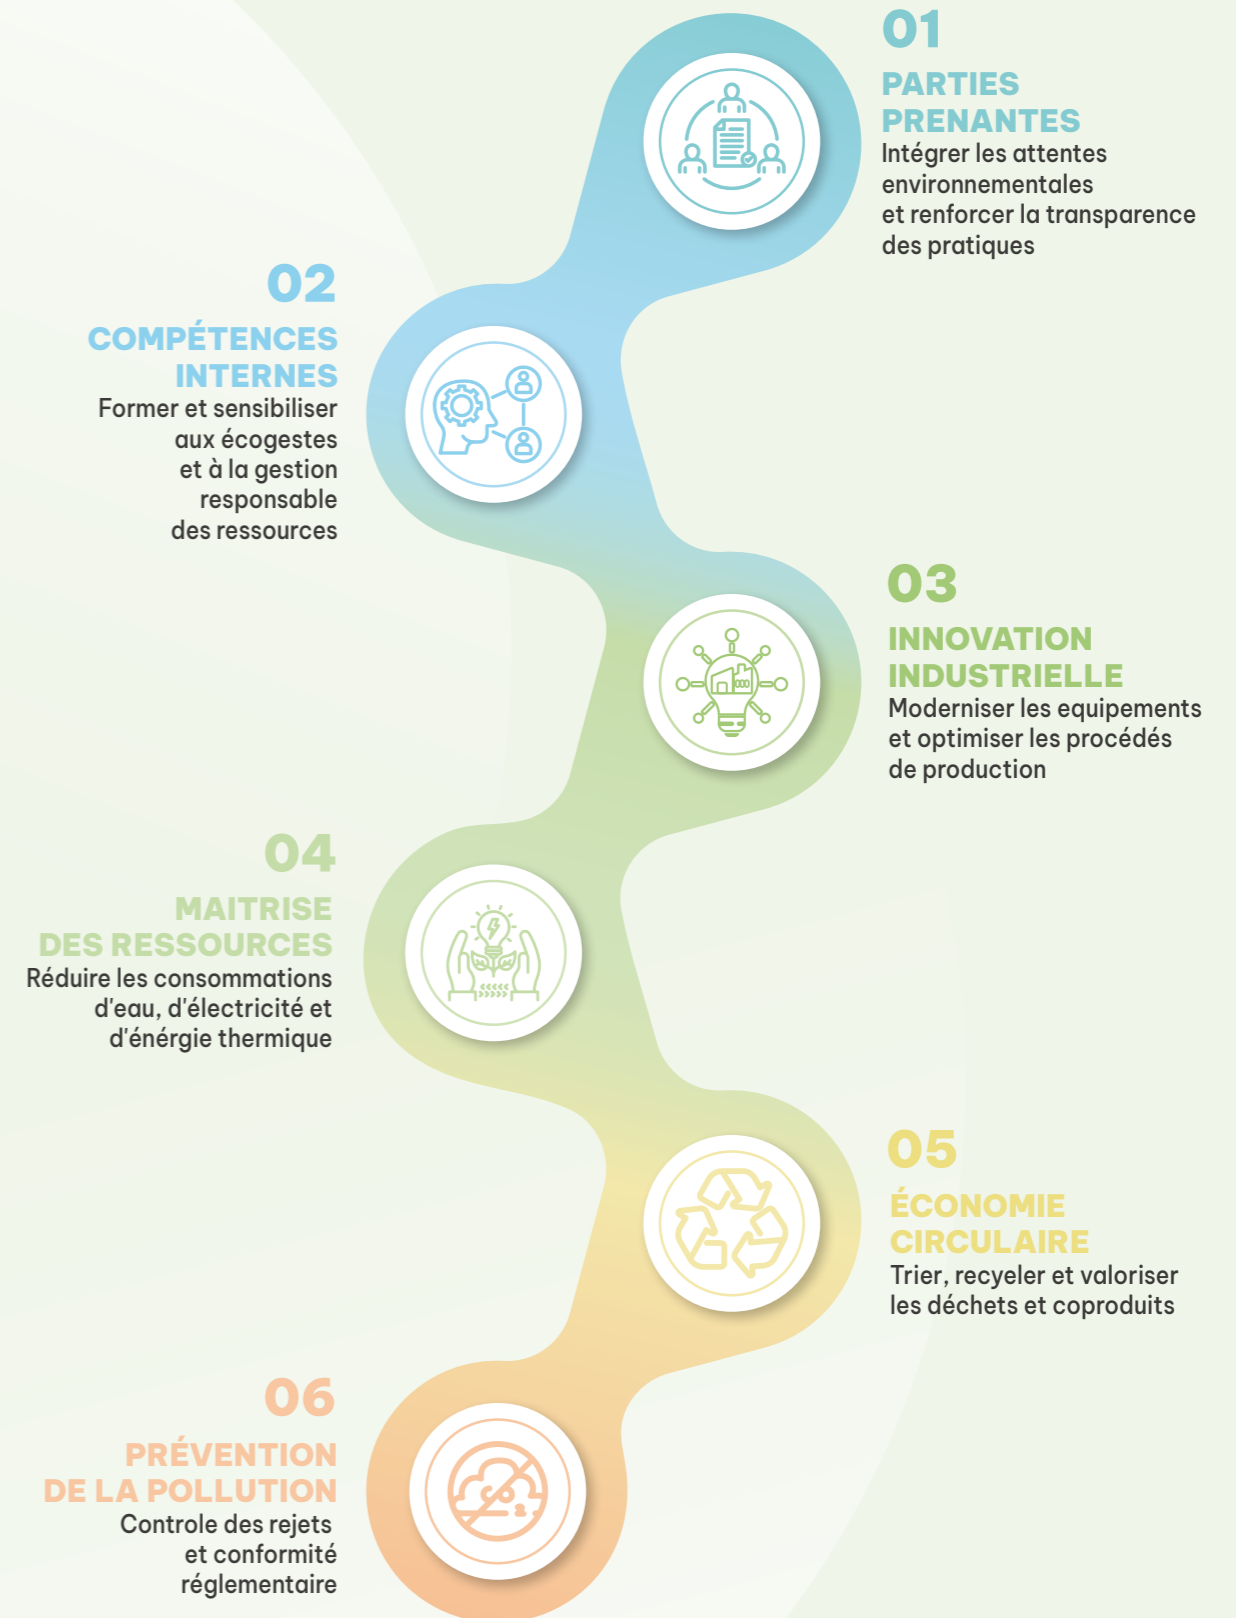 01
PARTIES
PRENANTES
Intégrer les attentes
environnementales
et renforcer la transparence
des pratiques
02
COMPÉTENCES
INTERNES
Former et sensibiliser
aux écogestes
et à la gestion
responsable
des ressources
03
INNOVATION
INDUSTRIELLE
Moderniser les equipements
et optimiser les procédés
de production
04
MAITRISE
DES RESSOURCES
Réduire les consommations
d'eau, d'électricité et
d'énérgie thermique
05
ÉCONOMIE
CIRCULAIRE
Trier, recyeler et valoriser
les déchets et coproduits
06
PRÉVENTION
DE LA POLLUTION
Controle des rejets
et conformité
réglementaire